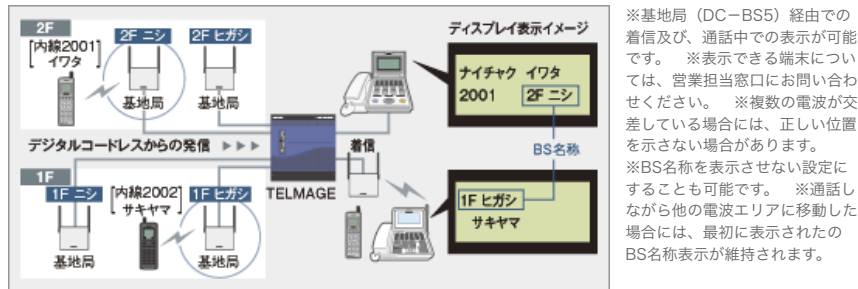 2F
2F ニシ
2F ヒガシ
[内線2001]
イワタ
基地局
基地局
デジタルコードレスからの発信 ▶▶▶
1F
1F ニシ
[内線2002]
サキヤマ
1F ヒガシ
基地局
基地局
TELMAGE
着信
ディスプレイ表示イメージ
ナイチャク イワタ
2001 2F ニシ
BS名称
1F ヒガシ
サキヤマ
※基地局（DC－BS5）経由での
着信及び、通話中での表示が可能
です。 ※表示できる端末につい
ては、営業担当窓口にお問い合わ
せください。 ※複数の電波が交
差している場合には、正しい位置
を示さない場合があります。
※BS名称を表示させない設定に
することも可能です。 ※通話し
ながら他の電波エリアに移動した
場合には、最初に表示されたの
BS名称表示が維持されます。